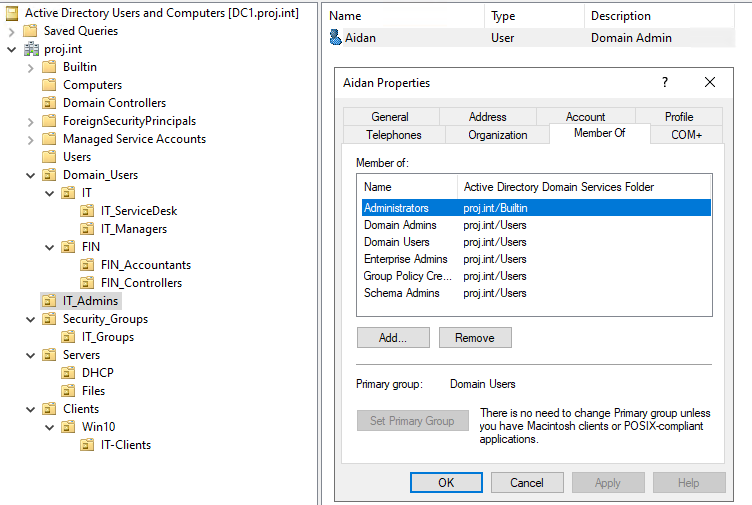 Active Directory Users and Computers [DC1.proj.int]
Saved Queries
proj.int
Builtin
Computers
Domain Controllers
ForeignSecurityPrincipals
Managed Service Accounts
Users
Domain_Users
IT
IT_ServiceDesk
IT_Managers
FIN
FIN_Accountants
FIN_Controllers
IT_Admins
Security_Groups
IT_Groups
Servers
DHCP
Files
Clients
Win10
IT-Clients
Name Type Description
Aidan User Domain Admin
Aidan Properties ?
General Address Account Profile
Telephones Organization Member Of COM+
Member of:
Name Active Directory Domain Services Folder
Administrators proj.int/Builtin
Domain Admins proj.int/Users
Domain Users proj.int/Users
Enterprise Admins proj.int/Users
Group Policy Cre... proj.int/Users
Schema Admins proj.int/Users
Add... Remove
Primary group: Domain Users
Set Primary Group
There is no need to change Primary group unless
you have Macintosh clients or POSIX-compliant
applications.
OK Cancel Apply Help